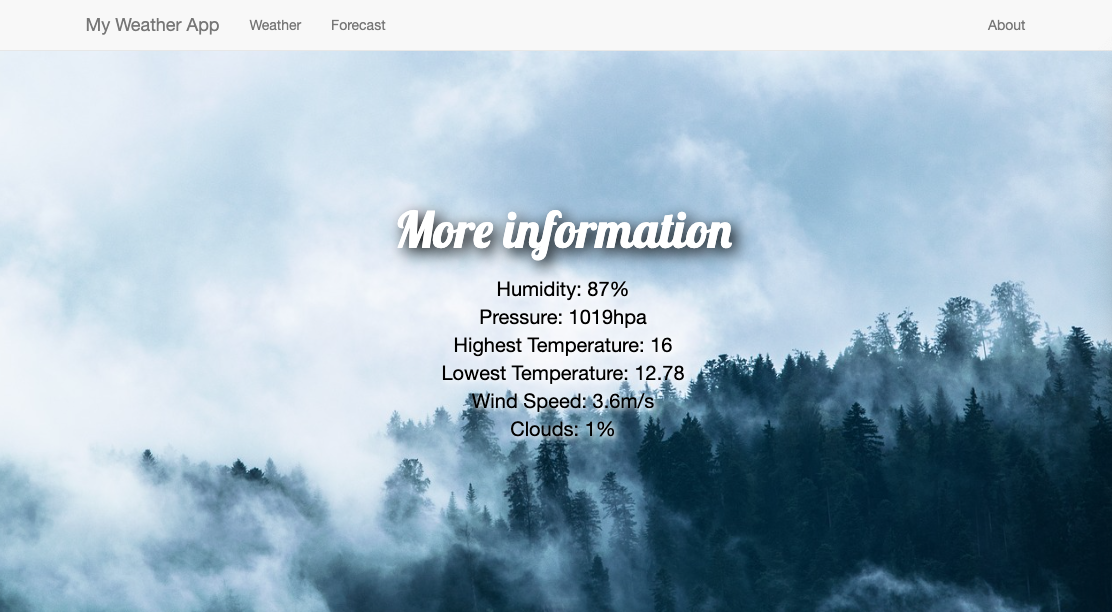 My Weather App Weather Forecast About
More information
Humidity: 87%
Pressure: 1019hpa
Highest Temperature: 16
Lowest Temperature: 12.78
Wind Speed: 3.6m/s
Clouds: 1%